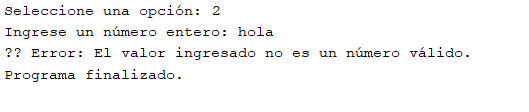 Seleccione una opción: 2
Ingrese un número entero: hola
?? Error: El valor ingresado no es un número válido.
Programa finalizado.